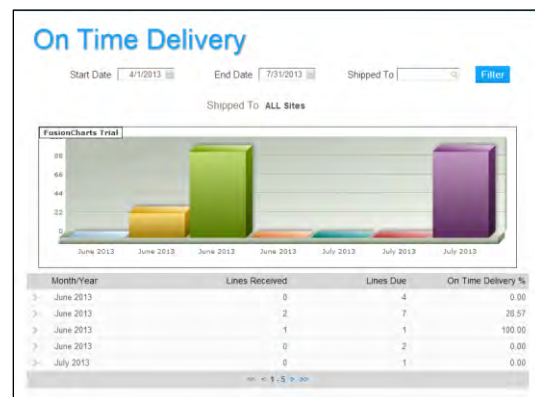 On Time Delivery
Start Date 4/1/2013 End Date 7/31/2013 Shipped To Filter
Shipped To ALL Sites
FusionCharts Trial
88
66
44
22
0
June 2013 June 2013 June 2013 June 2013 July 2013 July 2013 July 2013
Month/Year Lines Received Lines Due On Time Delivery %
June 2013 0 4 0.00
June 2013 2 7 28.57
June 2013 1 1 100.00
June 2013 0 2 0.00
July 2013 0 1 0.00
<< < 1 - 5 > >>